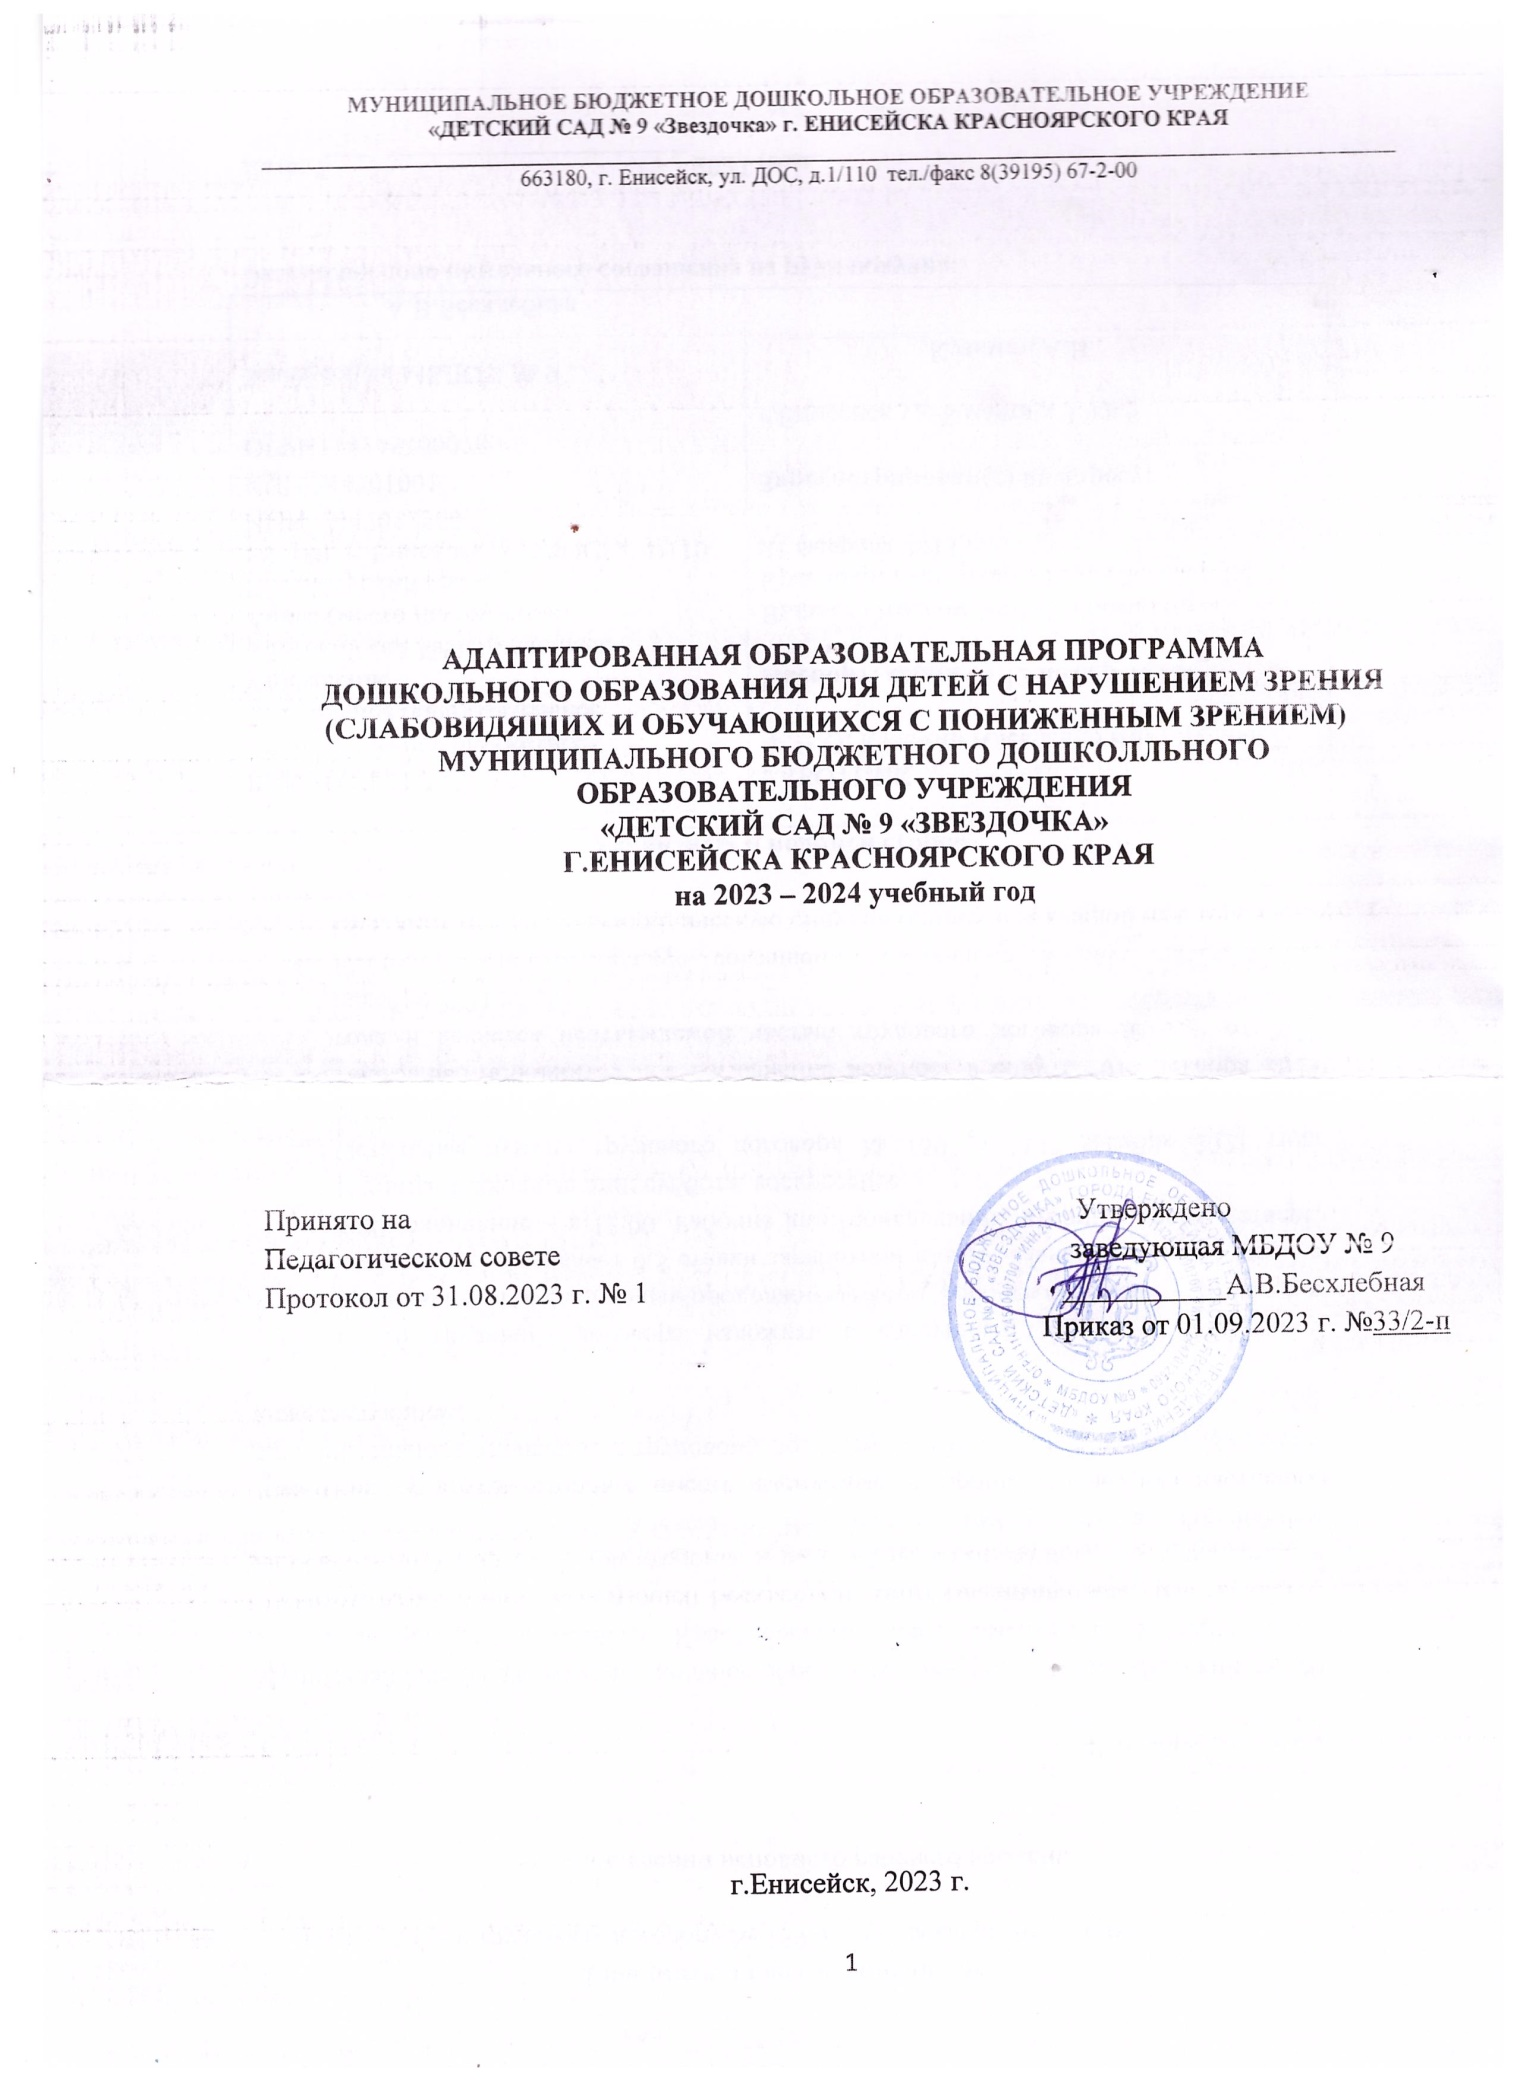 МУНИЦИПАЛЬНОЕ БЮДЖЕТНОЕ ДОШКОЛЬНОЕ ОБРАЗОВАТЕЛЬНОЕ УЧРЕЖДЕНИЕ
«ДЕТСКИЙ САД № 9 «Звездочка» г. ЕНИСЕЙСКА КРАСНОЯРСКОГО КРАЯ
663180, г. Енисейск, ул. ДОС, д.1/110 тел./факс 8(39195) 67-2-00
АДАПТИРОВАННАЯ ОБРАЗОВАТЕЛЬНАЯ ПРОГРАММА
ДОШКОЛЬНОГО ОБРАЗОВАНИЯ ДЛЯ ДЕТЕЙ С НАРУШЕНИЕМ ЗРЕНИЯ
(СЛАБОВИДЯЩИХ И ОБУЧАЮЩИХСЯ С ПОНИЖЕННЫМ ЗРЕНИЕМ)
МУНИЦИПАЛЬНОГО БЮДЖЕТНОГО ДОШКОЛЛЬНОГО
ОБРАЗОВАТЕЛЬНОГО УЧРЕЖДЕНИЯ
«ДЕТСКИЙ САД № 9 «ЗВЕЗДОЧКА»
Г.ЕНИСЕЙСКА КРАСНОЯРСКОГО КРАЯ
на 2023 – 2024 учебный год
Принято на
Педагогическом совете
Протокол от 31.08.2023 г. № 1
Утверждено
заведующая МБДОУ № 9
А.В.Бесхлебная
Приказ от 01.09.2023 г. №33/2-п
г.Енисейск, 2023 г.
1